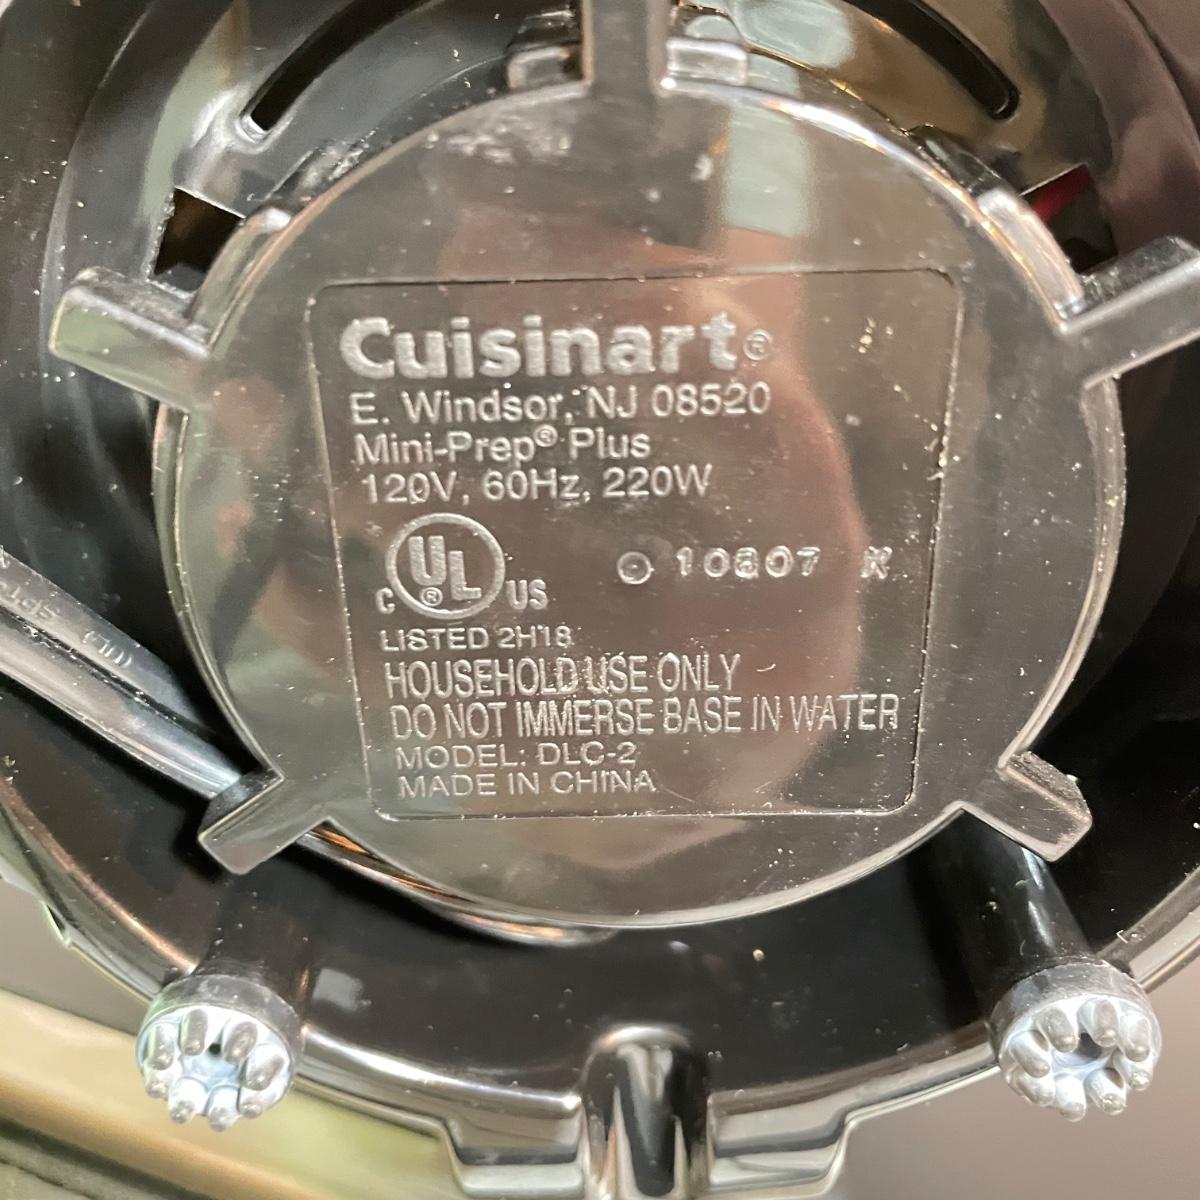 Cuisinart®
E. Windsor, NJ 08520
Mini-Prep® Plus
120V, 60Hz, 220W
C UL® US
10807 K
LISTED 2H18
HOUSEHOLD USE ONLY
DO NOT IMMERSE BASE IN WATER
MODEL: DLC-2
MADE IN CHINA